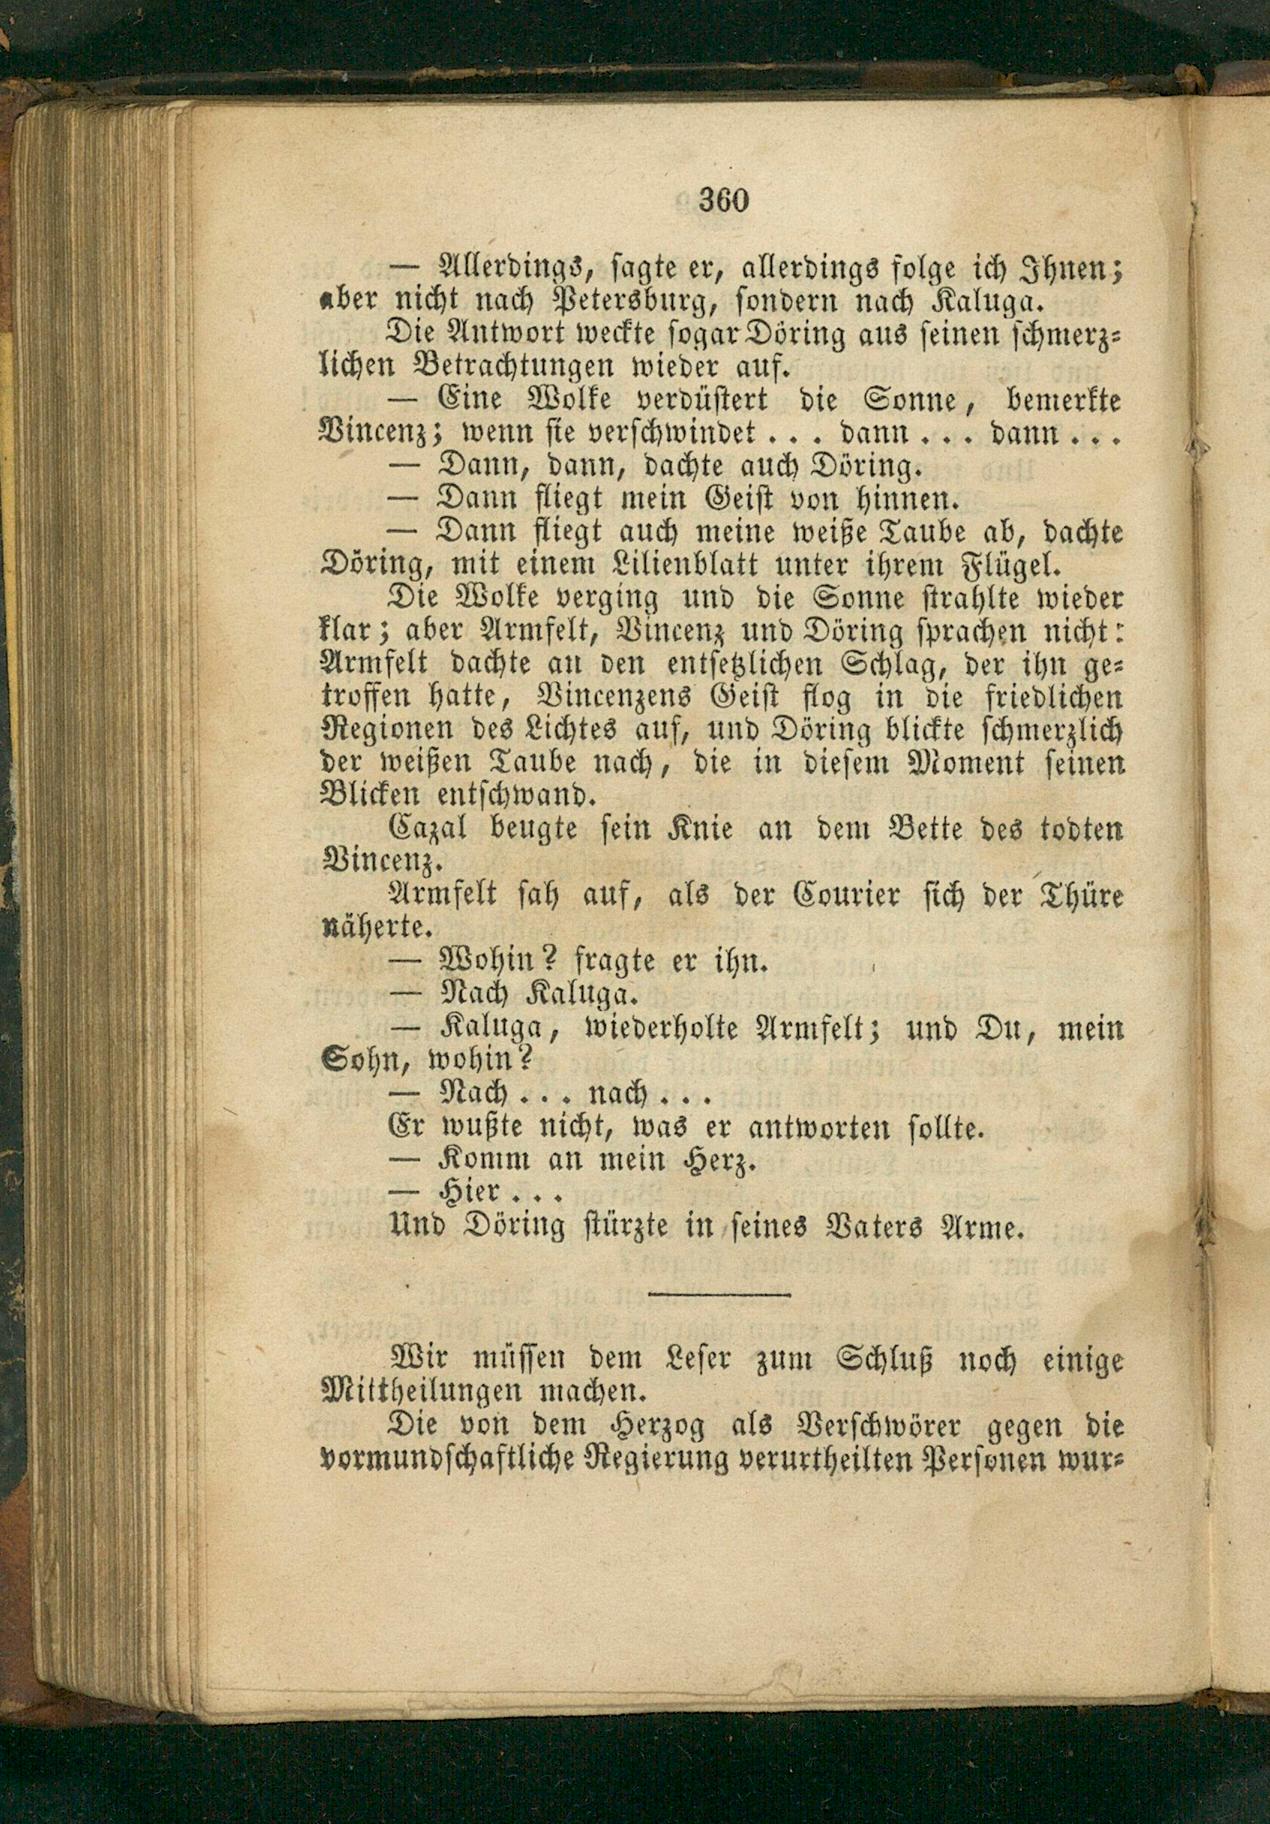 360
— Allerdings, sagte er, allerdings folge ich Ihnen;
aber nicht nach Petersburg, sondern nach Kaluga.
Die Antwort weckte sogar Döring aus seinen schmerz-
lichen Betrachtungen wieder auf.
— Eine Wolke verdüstert die Sonne, bemerkte
Vincenz; wenn sie verschwindet . . . dann . . . dann . . .
— Dann, dann, dachte auch Döring.
— Dann fliegt mein Geist von hinnen.
— Dann fliegt auch meine weiße Taube ab, dachte
Döring, mit einem Lilienblatt unter ihrem Flügel.
Die Wolke verging und die Sonne strahlte wieder
klar; aber Armfelt, Vincenz und Döring sprachen nicht:
Armfelt dachte an den entsetzlichen Schlag, der ihn ge-
troffen hatte, Vincenzens Geist flog in die friedlichen
Regionen des Lichtes auf, und Döring blickte schmerzlich
der weißen Taube nach, die in diesem Moment seinen
Blicken entschwand.
Cazal beugte sein Knie an dem Bette des todten
Vincenz.
Armfelt sah auf, als der Courier sich der Thüre
näherte.
— Wohin? fragte er ihn.
— Nach Kaluga.
— Kaluga, wiederholte Armfelt; und Du, mein
Sohn, wohin?
— Nach . . . nach . . .
Er wußte nicht, was er antworten sollte.
— Komm an mein Herz.
— Hier . . .
Und Döring stürzte in seines Vaters Arme.
Wir müssen dem Leser zum Schluß noch einige
Mittheilungen machen.
Die von dem Herzog als Verschwörer gegen die
vormundschaftliche Regierung verurtheilten Personen wur-